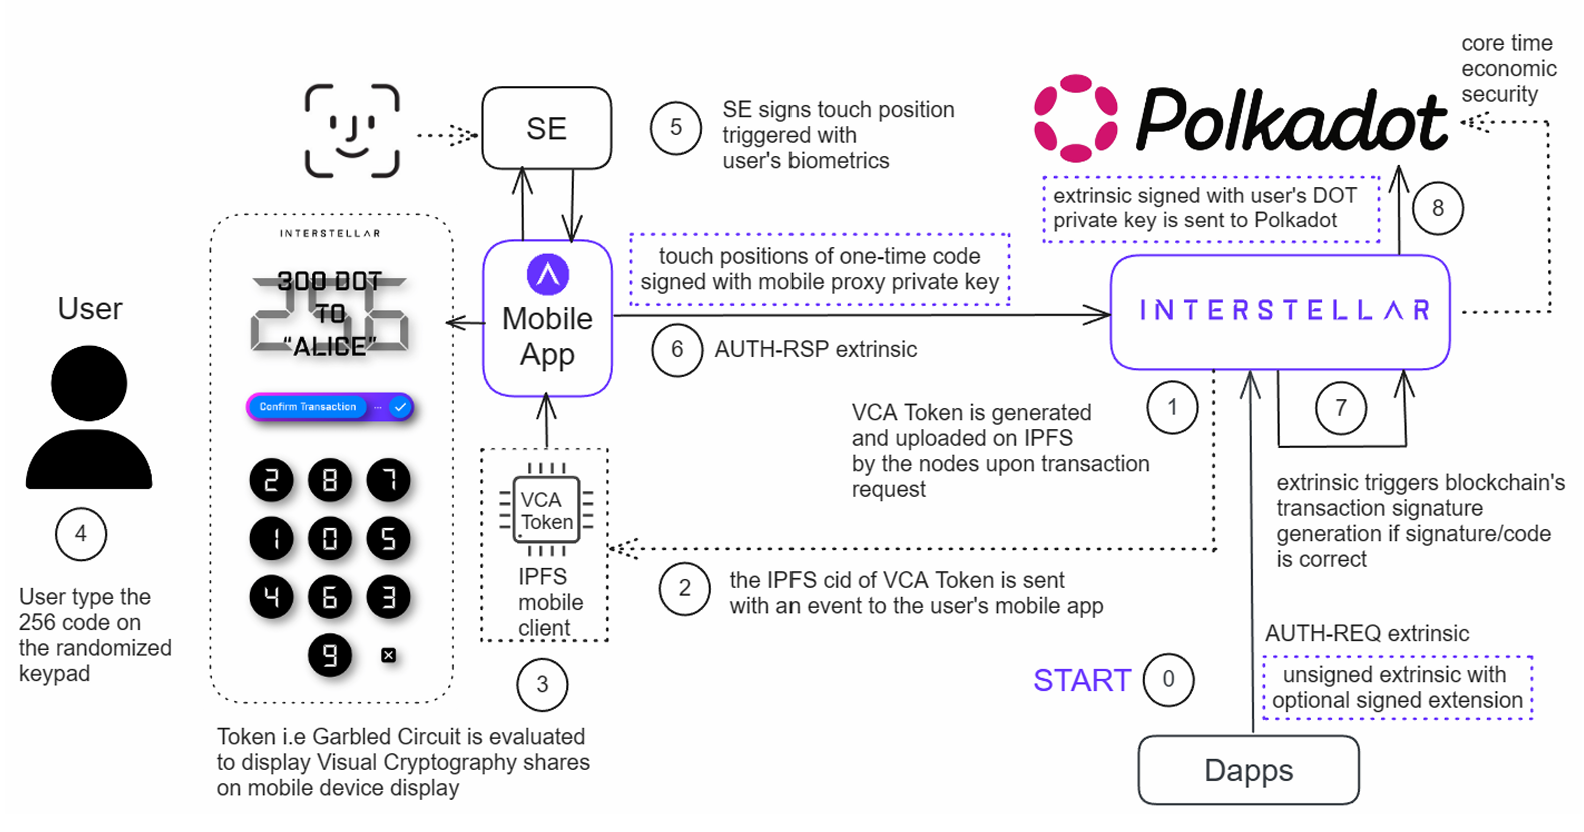 core time
economic
security
Polkadot
SE
5
SE signs touch position
triggered with
user's biometrics
extrinsic signed with user's DOT
private key is sent to Polkadot
8
INTERSTELLAR
300 DOT
TO
“ALICE”
256
Confirm Transaction ...
2 8 7
1 0 5
4 6 3
9
User
4
User type the
256 code on
the randomized
keypad
Mobile
App
touch positions of one-time code
signed with mobile proxy private key
6
AUTH-RSP extrinsic
INTERSTELLAR
1
VCA Token is generated
and uploaded on IPFS
by the nodes upon transaction
request
7
extrinsic triggers blockchain's
transaction signature
generation if signature/code
is correct
VCA
Token
IPFS
mobile
client
2
the IPFS cid of VCA Token is sent
with an event to the user's mobile app
3
Token i.e Garbled Circuit is evaluated
to display Visual Cryptography shares
on mobile device display
START
0
AUTH-REQ extrinsic
unsigned extrinsic with
optional signed extension
Dapps